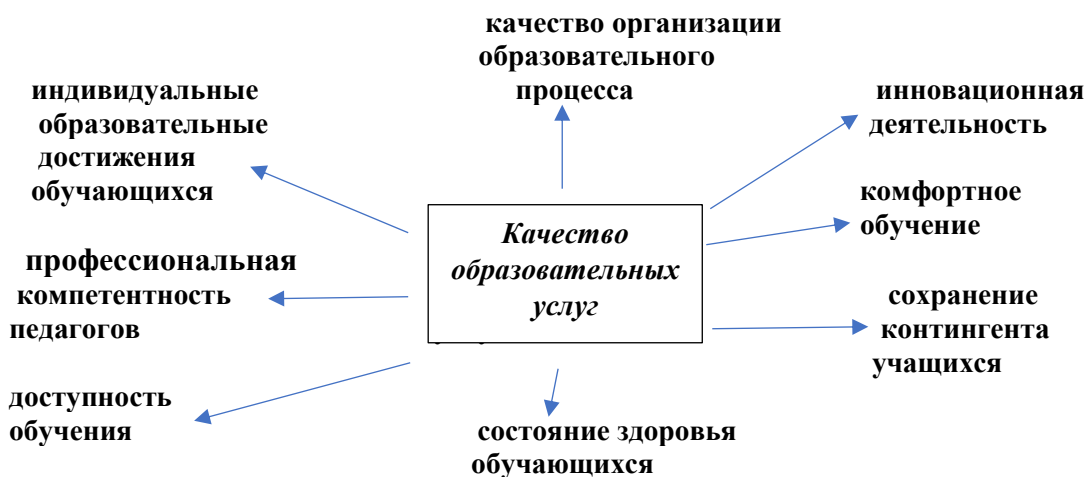 качество организации
образовательного
процесса
индивидуальные
образовательные
достижения
обучающихся
инновационная
деятельность
комфортное
обучение
Качество
образовательных
услуг
профессиональная
компетентность
педагогов
сохранение
контингента
учащихся
доступность
обучения
состояние здоровья
обучающихся